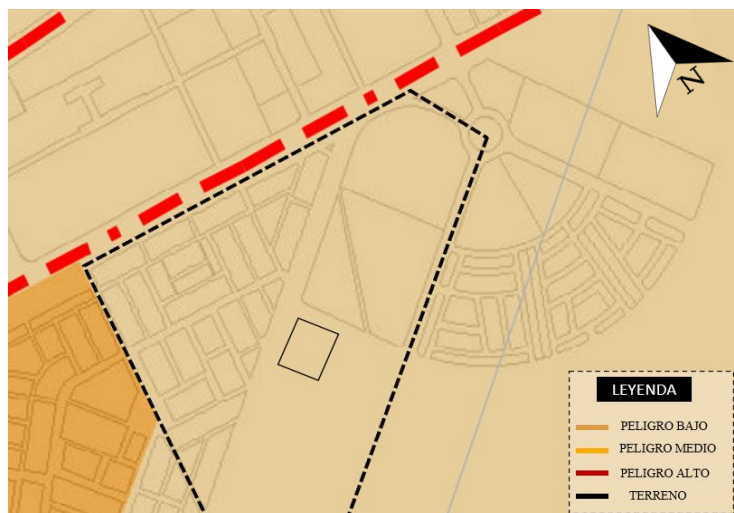 N
LEYENDA
PELIGRO BAJO
PELIGRO MEDIO
PELIGRO ALTO
TERRENO